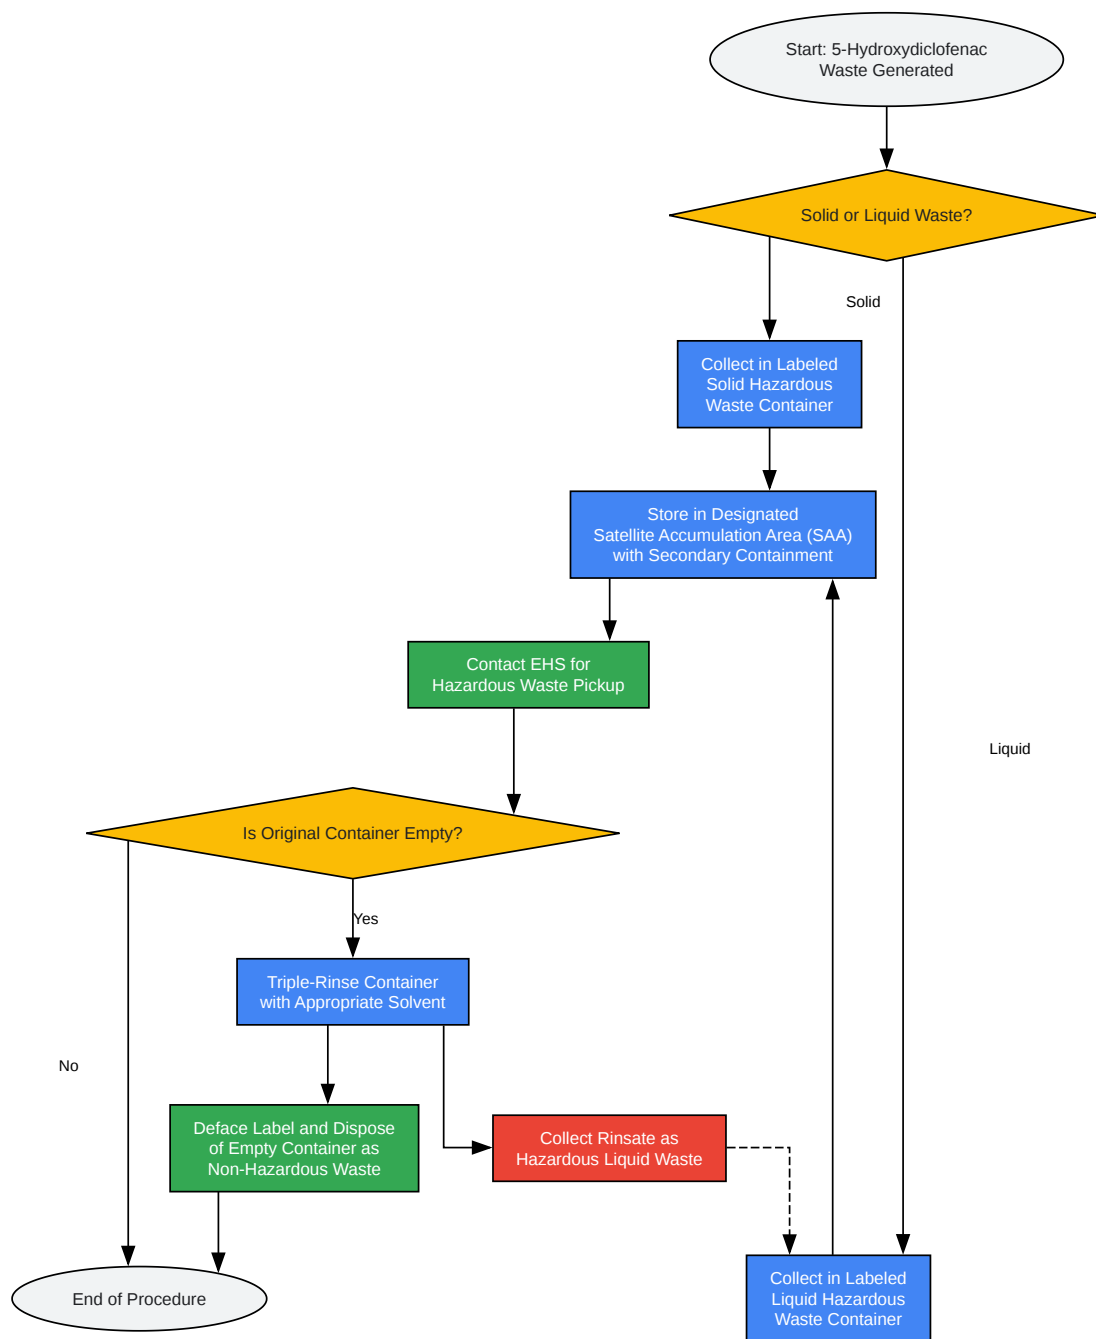 Start: 5-Hydroxydiclofenac
Waste Generated
Solid or Liquid Waste?
Solid
Collect in Labeled
Solid Hazardous
Waste Container
Store in Designated
Satellite Accumulation Area (SAA)
with Secondary Containment
Contact EHS for
Hazardous Waste Pickup
Liquid
Is Original Container Empty?
Yes
Triple-Rinse Container
with Appropriate Solvent
No
Deface Label and Dispose
of Empty Container as
Non-Hazardous Waste
Collect Rinsate as
Hazardous Liquid Waste
End of Procedure
Collect in Labeled
Liquid Hazardous
Waste Container